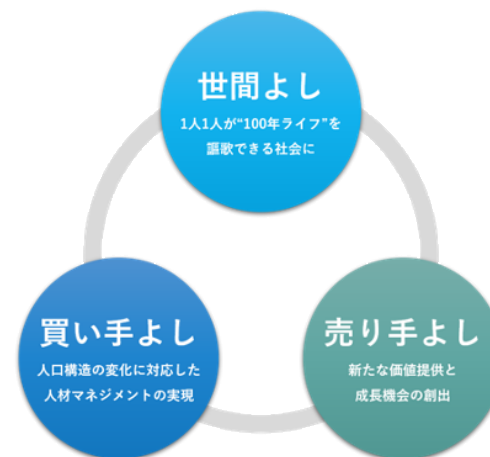 世間よし
1人1人が“100年ライフ”を
謳歌できる社会に
買い手よし
人口構造の変化に対応した
人材マネジメントの実現
売り手よし
新たな価値提供と
成長機会の創出